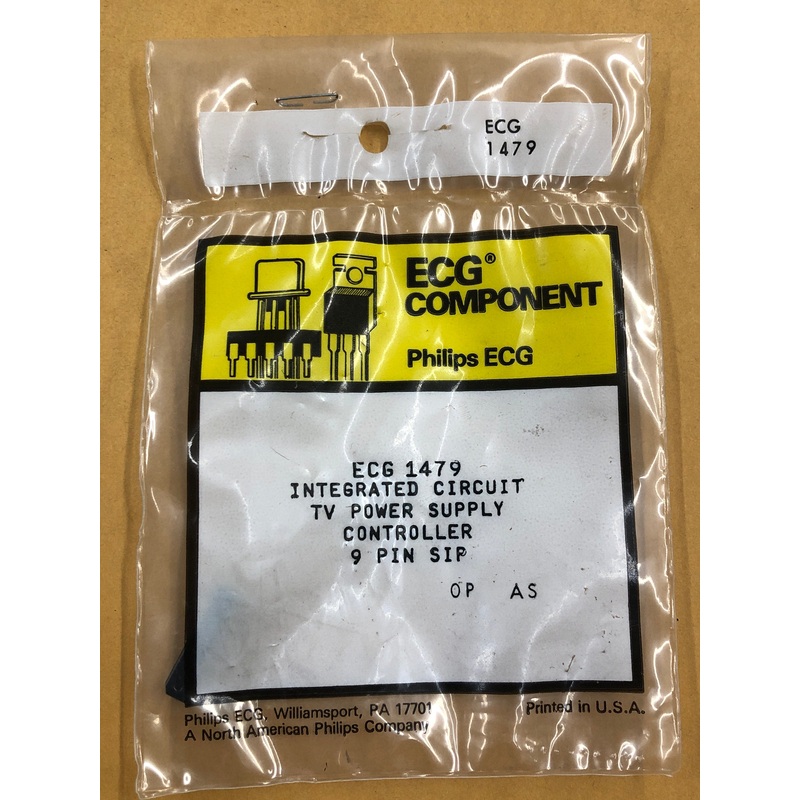 ECG
1479
ECG®
COMPONENT
Philips ECG
ECG 1479
INTEGRATED CIRCUIT
TV POWER SUPPLY
CONTROLLER
9 PIN SIP
OP AS
Philips ECG, Williamsport, PA 17701
A North American Philips Company
Printed in U.S.A.